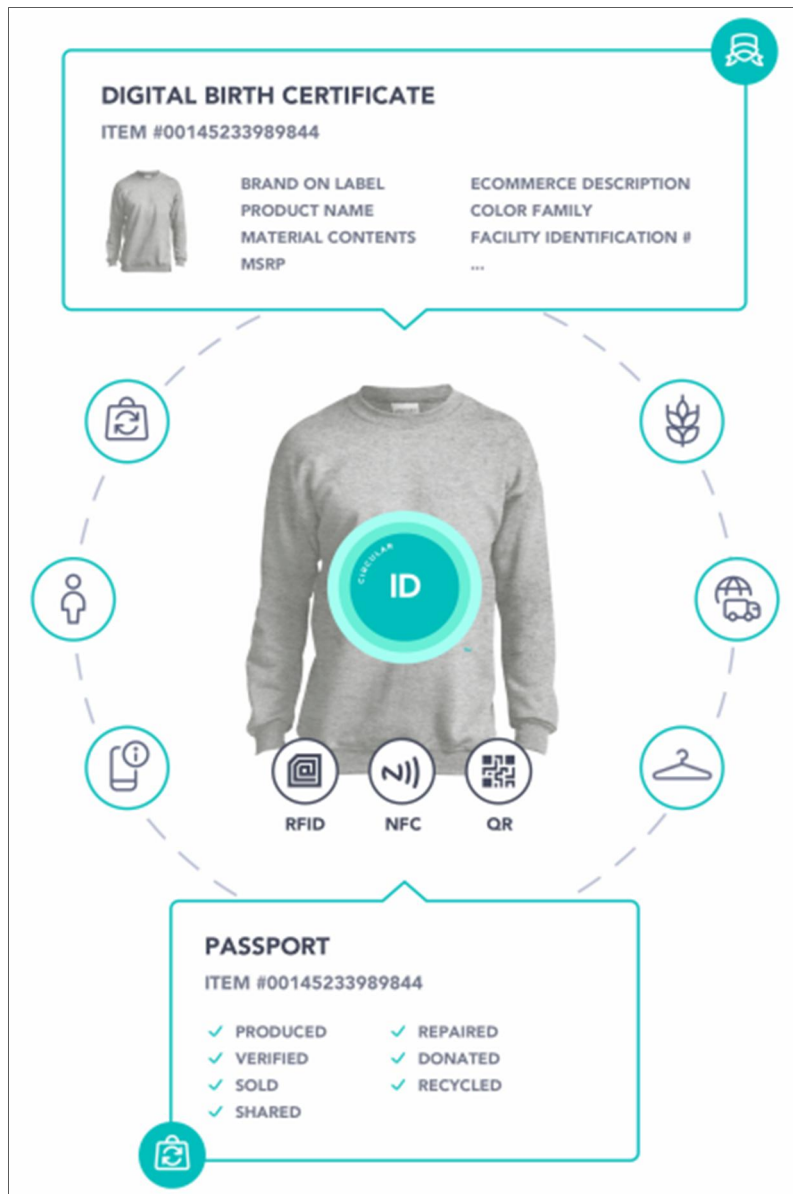 DIGITAL BIRTH CERTIFICATE
ITEM #00145233989844
BRAND ON LABEL
PRODUCT NAME
MATERIAL CONTENTS
MSRP
ECOMMERCE DESCRIPTION
COLOR FAMILY
FACILITY IDENTIFICATION #
...
CIRCULAR
ID
RFID
NFC
QR
PASSPORT
ITEM #00145233989844
PRODUCED
VERIFIED
SOLD
SHARED
REPAIRED
DONATED
RECYCLED